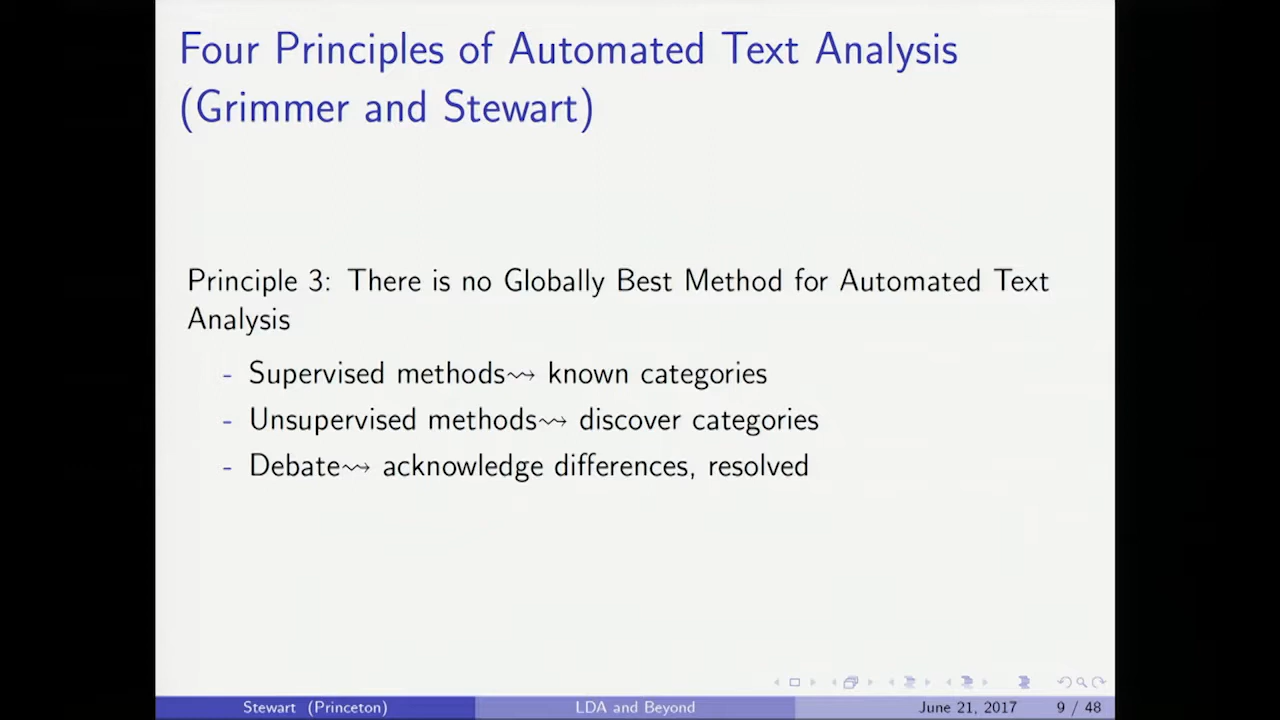 Four Principles of Automated Text Analysis
(Grimmer and Stewart)
Principle 3: There is no Globally Best Method for Automated Text
Analysis
- Supervised methods⇝ known categories
- Unsupervised methods⇝ discover categories
- Debate⇝ acknowledge differences, resolved
Stewart (Princeton) LDA and Beyond June 21, 2017 9 / 48